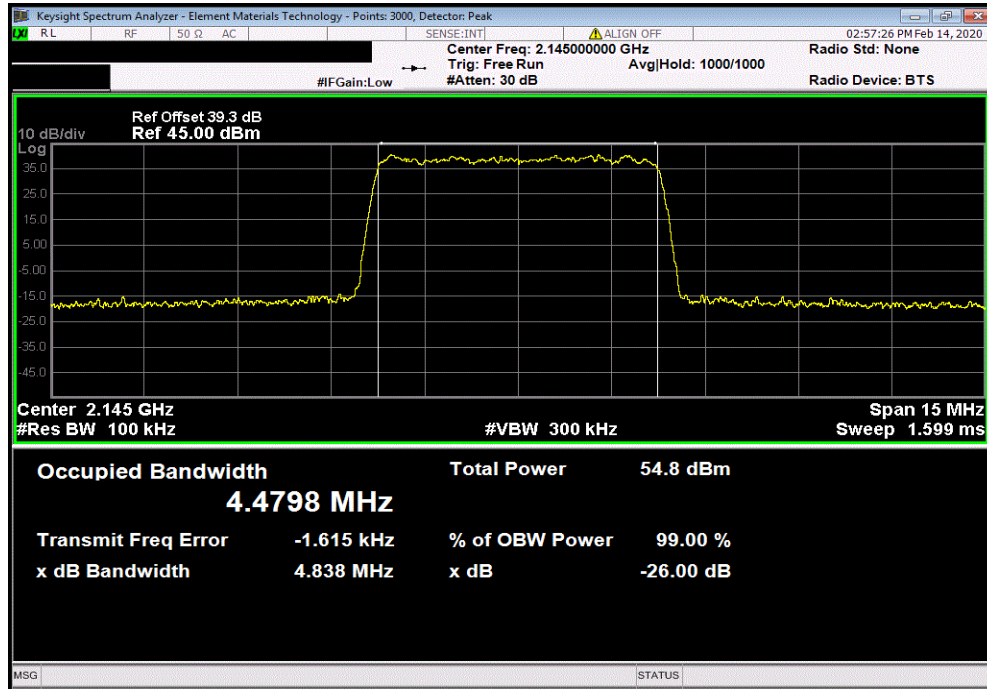 Keysight Spectrum Analyzer - Element Materials Technology - Points: 3000, Detector: Peak
LXI RL RF 50 Ω AC SENSE:INT ALIGN OFF 02:57:26 PM Feb 14, 2020
Center Freq: 2.145000000 GHz Radio Std: None
Trig: Free Run Avg|Hold: 1000/1000
#IFGain:Low #Atten: 30 dB Radio Device: BTS
Ref Offset 39.3 dB
10 dB/div Ref 45.00 dBm
Log
35.0
25.0
15.0
5.00
-5.00
-15.0
-25.0
-35.0
-45.0
Center 2.145 GHz Span 15 MHz
#Res BW 100 kHz #VBW 300 kHz Sweep 1.599 ms
Occupied Bandwidth Total Power 54.8 dBm
4.4798 MHz
Transmit Freq Error -1.615 kHz % of OBW Power 99.00 %
x dB Bandwidth 4.838 MHz x dB -26.00 dB
MSG STATUS